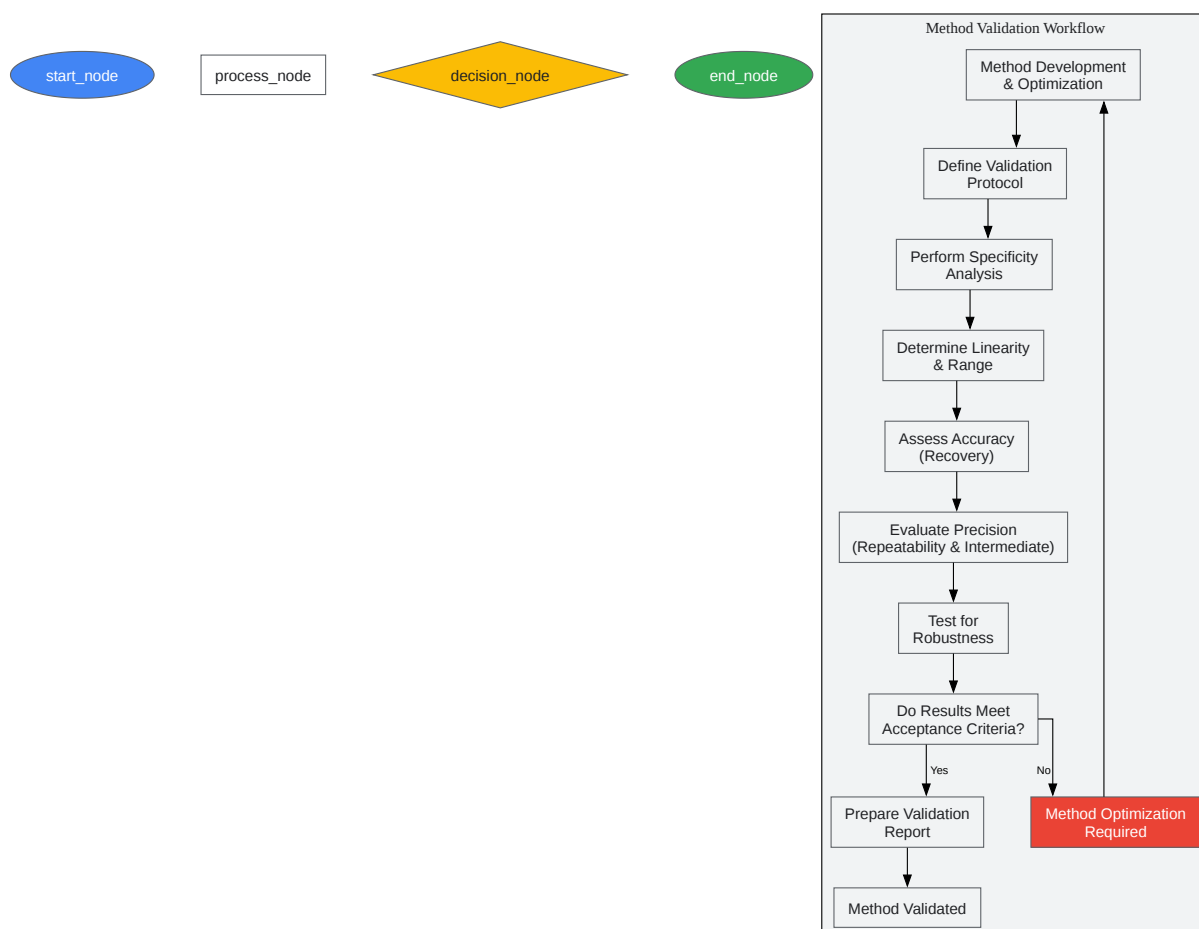 start_node
process_node
decision_node
end_node
Method Validation Workflow
Method Development
& Optimization
Define Validation
Protocol
Perform Specificity
Analysis
Determine Linearity
& Range
Assess Accuracy
(Recovery)
Evaluate Precision
(Repeatability & Intermediate)
Test for
Robustness
Do Results Meet
Acceptance Criteria?
Yes
No
Prepare Validation
Report
Method Optimization
Required
Method Validated